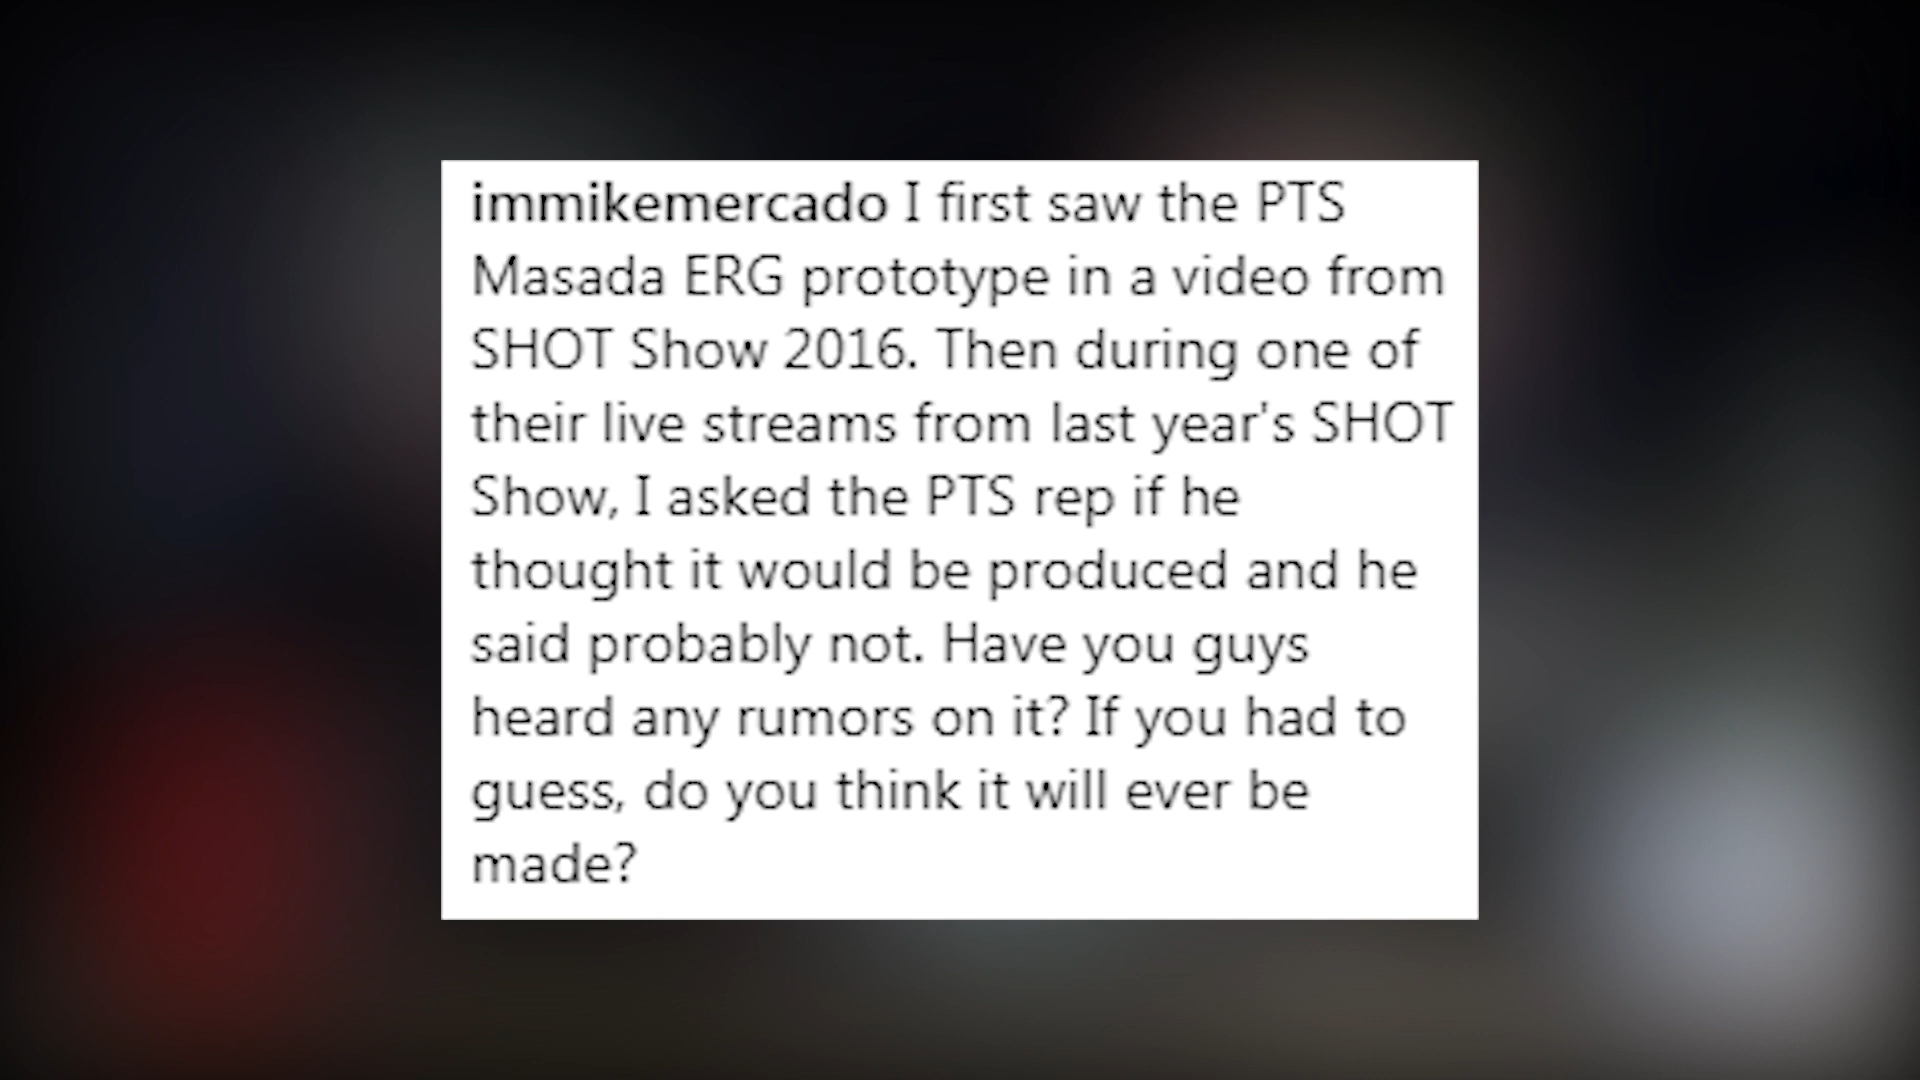 immikemercado I first saw the PTS
Masada ERG prototype in a video from
SHOT Show 2016. Then during one of
their live streams from last year's SHOT
Show, I asked the PTS rep if he
thought it would be produced and he
said probably not. Have you guys
heard any rumors on it? If you had to
guess, do you think it will ever be
made?